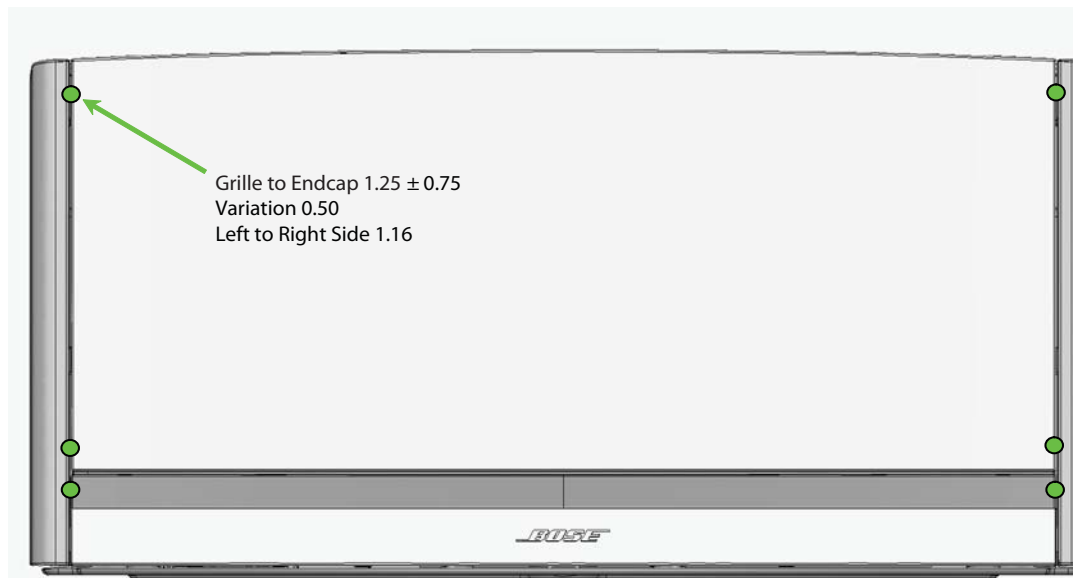 Grille to Endcap 1.25 ± 0.75
Variation 0.50
Left to Right Side 1.16
BOSE